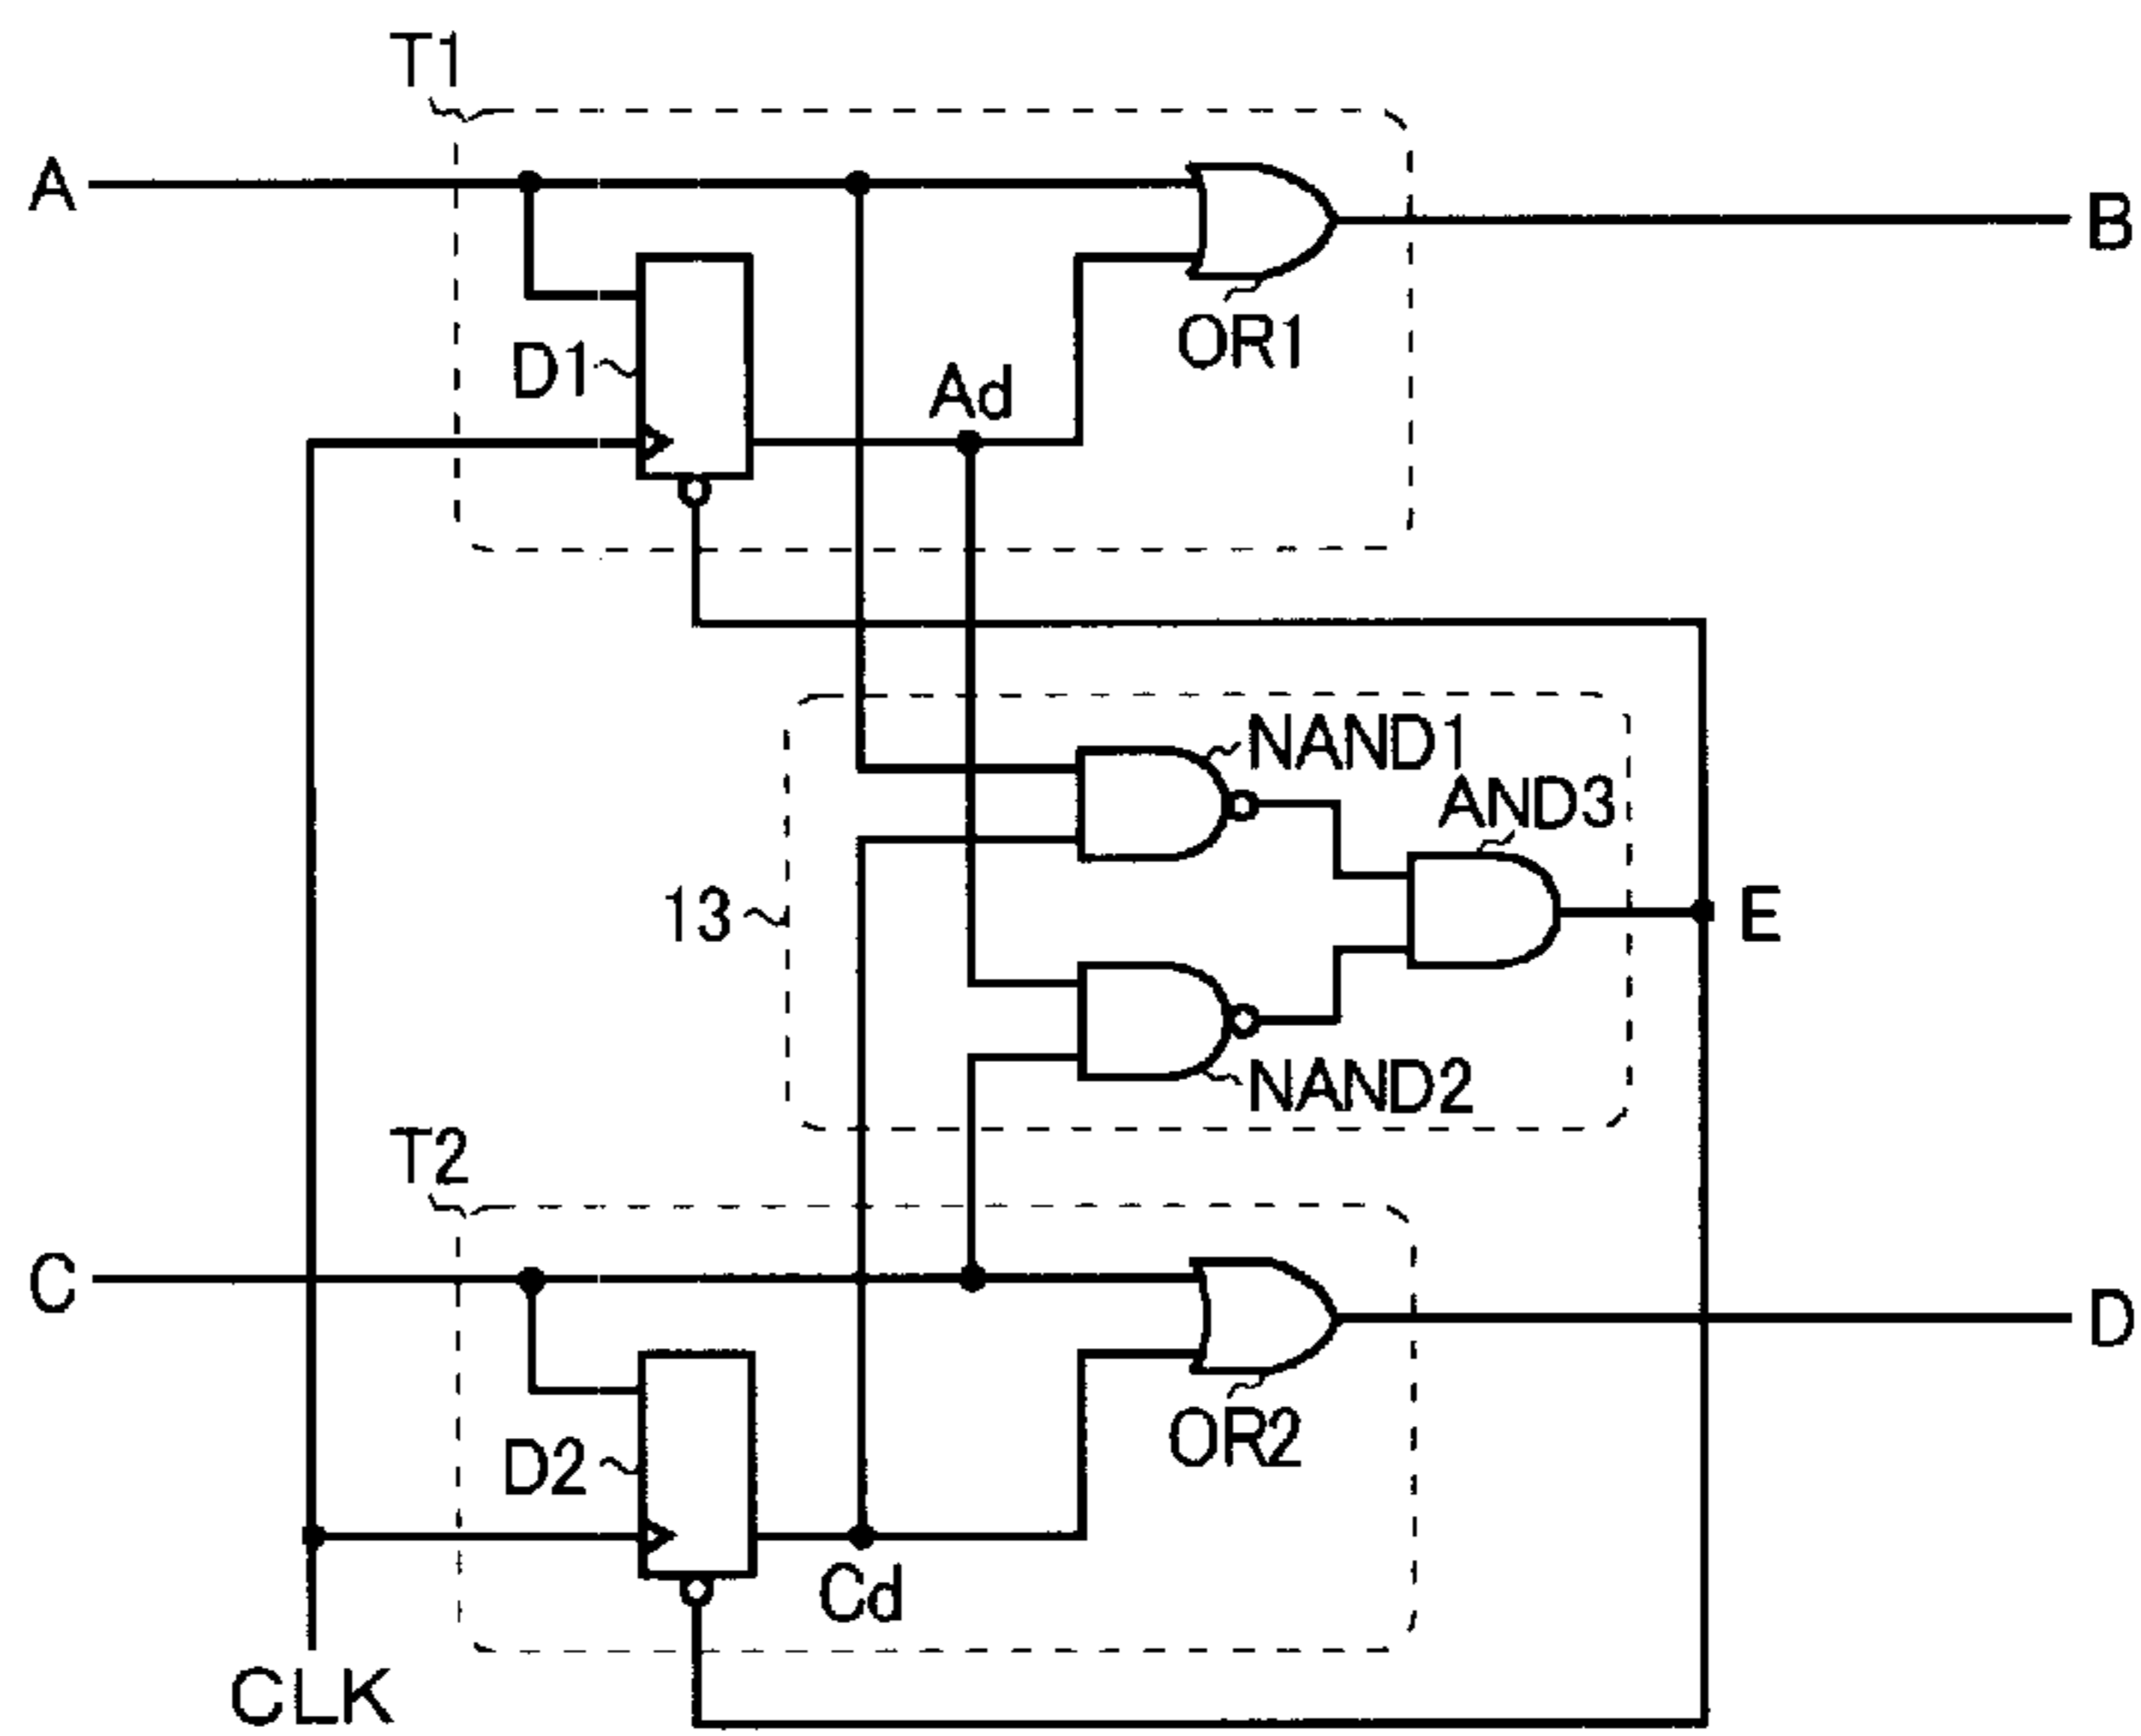 T1
A
B
OR1
D1
Ad
NAND1
AND3
13
E
NAND2
T2
C
D
OR2
D2
Cd
CLK